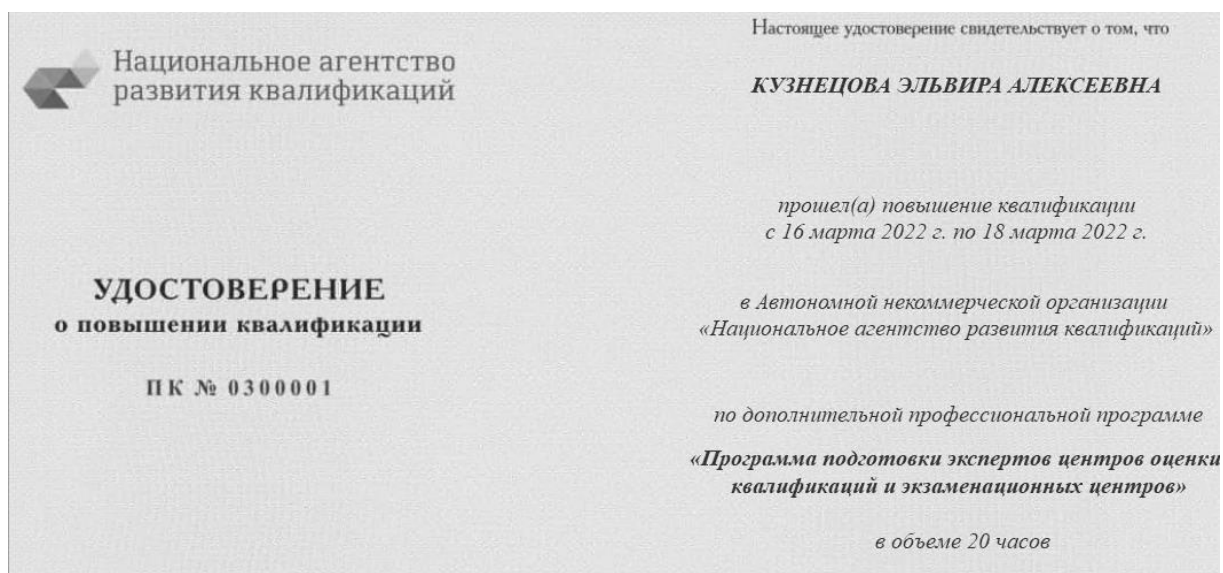 Национальное агентство
развития квалификаций
УДОСТОВЕРЕНИЕ
о повышении квалификации
ПК № 0300001
Настоящее удостоверение свидетельствует о том, что
КУЗНЕЦОВА ЭЛЬВИРА АЛЕКСЕЕВНА
прошел(а) повышение квалификации
с 16 марта 2022 г. по 18 марта 2022 г.
в Автономной некоммерческой организации
«Национальное агентство развития квалификаций»
по дополнительной профессиональной программе
«Программа подготовки экспертов центров оценки
квалификаций и экзаменационных центров»
в объеме 20 часов